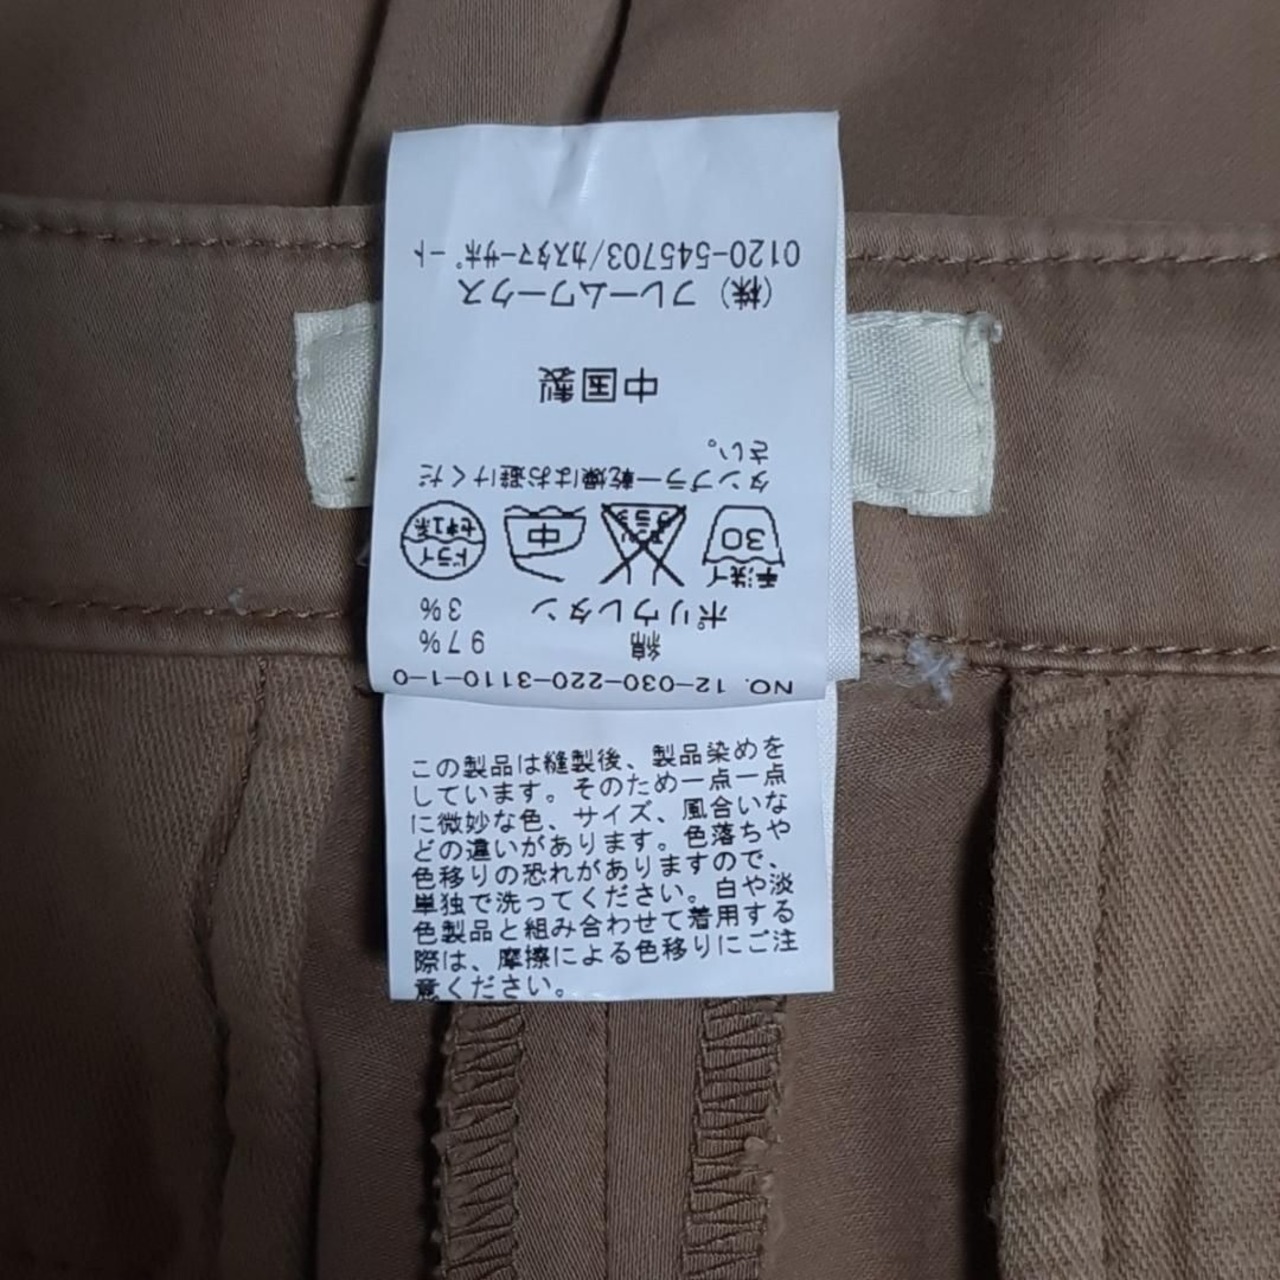 NO. 12-030-220-3110-1-0
綿 97%
ポリウレタン 3%
手洗イ 30 エンソ サラシ 中 ドライ セキユ系
タンブラー乾燥はお避けくだ
さい。
中国製
(株) フレームワークス
0120-545703/カスタマーサポート
この製品は縫製後、製品染めを
しています。そのため一点一点
に微妙な色、サイズ、風合いな
どの違いがあります。色落ちや
色移りの恐れがありますので、
単独で洗ってください。白や淡
色製品と組み合わせて着用する
際は、摩擦による色移りにご注
意ください。